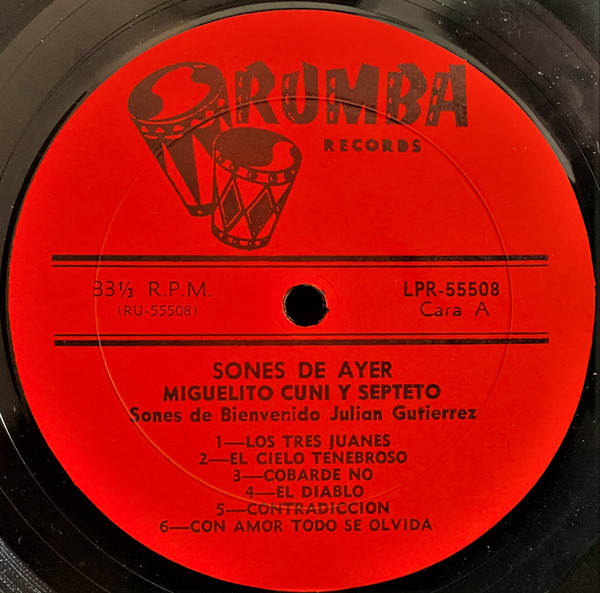 RUMBA
RECORDS
33⅓ R.P.M.
(RU-55508)
LPR-55508
Cara A
SONES DE AYER
MIGUELITO CUNI Y SEPTETO
Sones de Bienvenido Julian Gutierrez
1—LOS TRES JUANES
2—EL CIELO TENEBROSO
3—COBARDE NO
4—EL DIABLO
5—CONTRADICCION
6—CON AMOR TODO SE OLVIDA